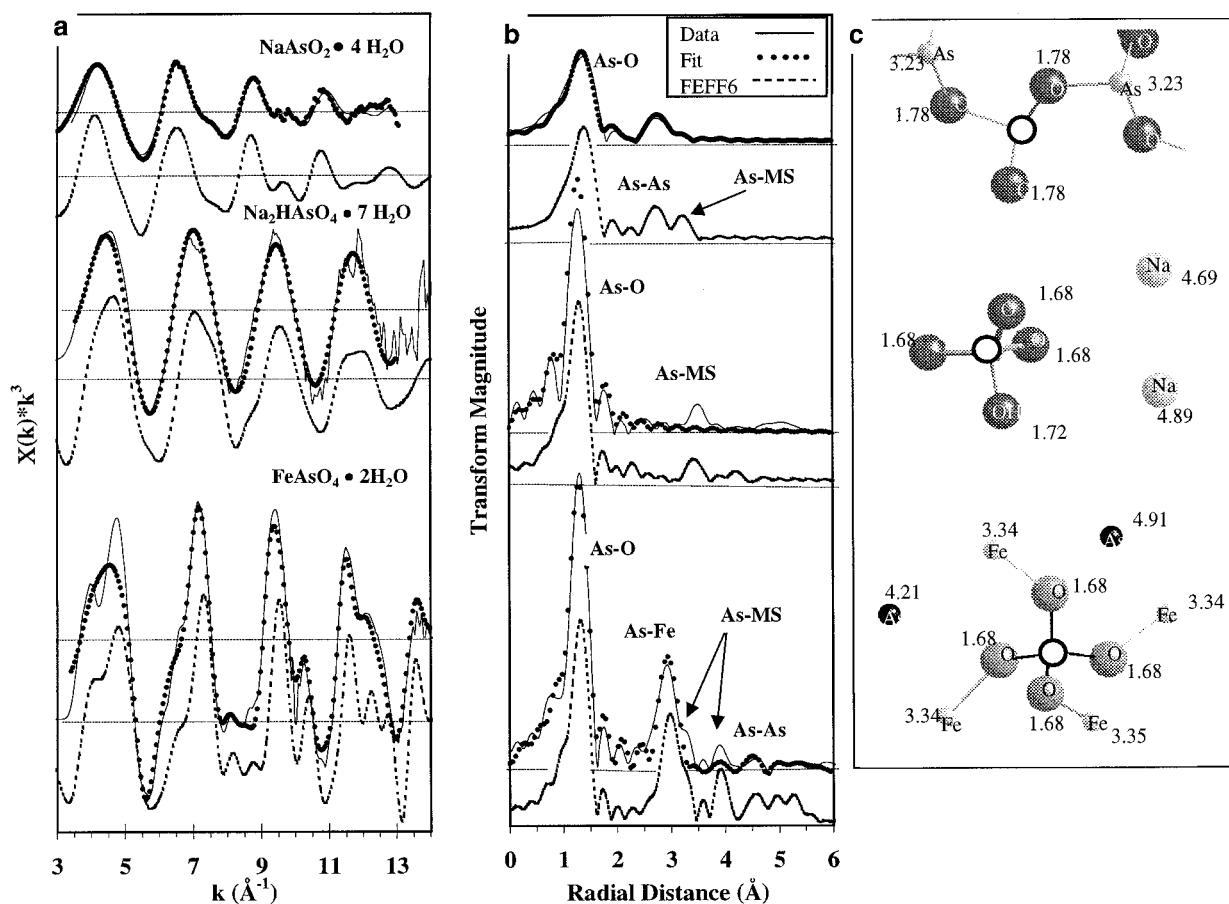 a
NaAsO₂ • 4 H₂O
Na₂HAsO₄ • 7 H₂O
FeAsO₄ • 2H₂O
X(k)*k³
3 5 7 9 11 13
k (Å⁻¹)
b
Data
Fit
FEFF6
As-O
As-As
As-MS
As-O
As-MS
As-O
As-Fe
As-MS
As-As
Transform Magnitude
0 1 2 3 4 5 6
Radial Distance (Å)
c
1.78
O
3.23
As
O
As
3.23
1.78
1.78
Na
4.69
1.68
1.68
1.68
Na
OH
4.89
1.72
4.91
3.34
A
Fe
4.21
O
1.68
Fe
3.34
A
1.68
O
O
1.68
O
3.34
Fe
1.68
Fe
3.35